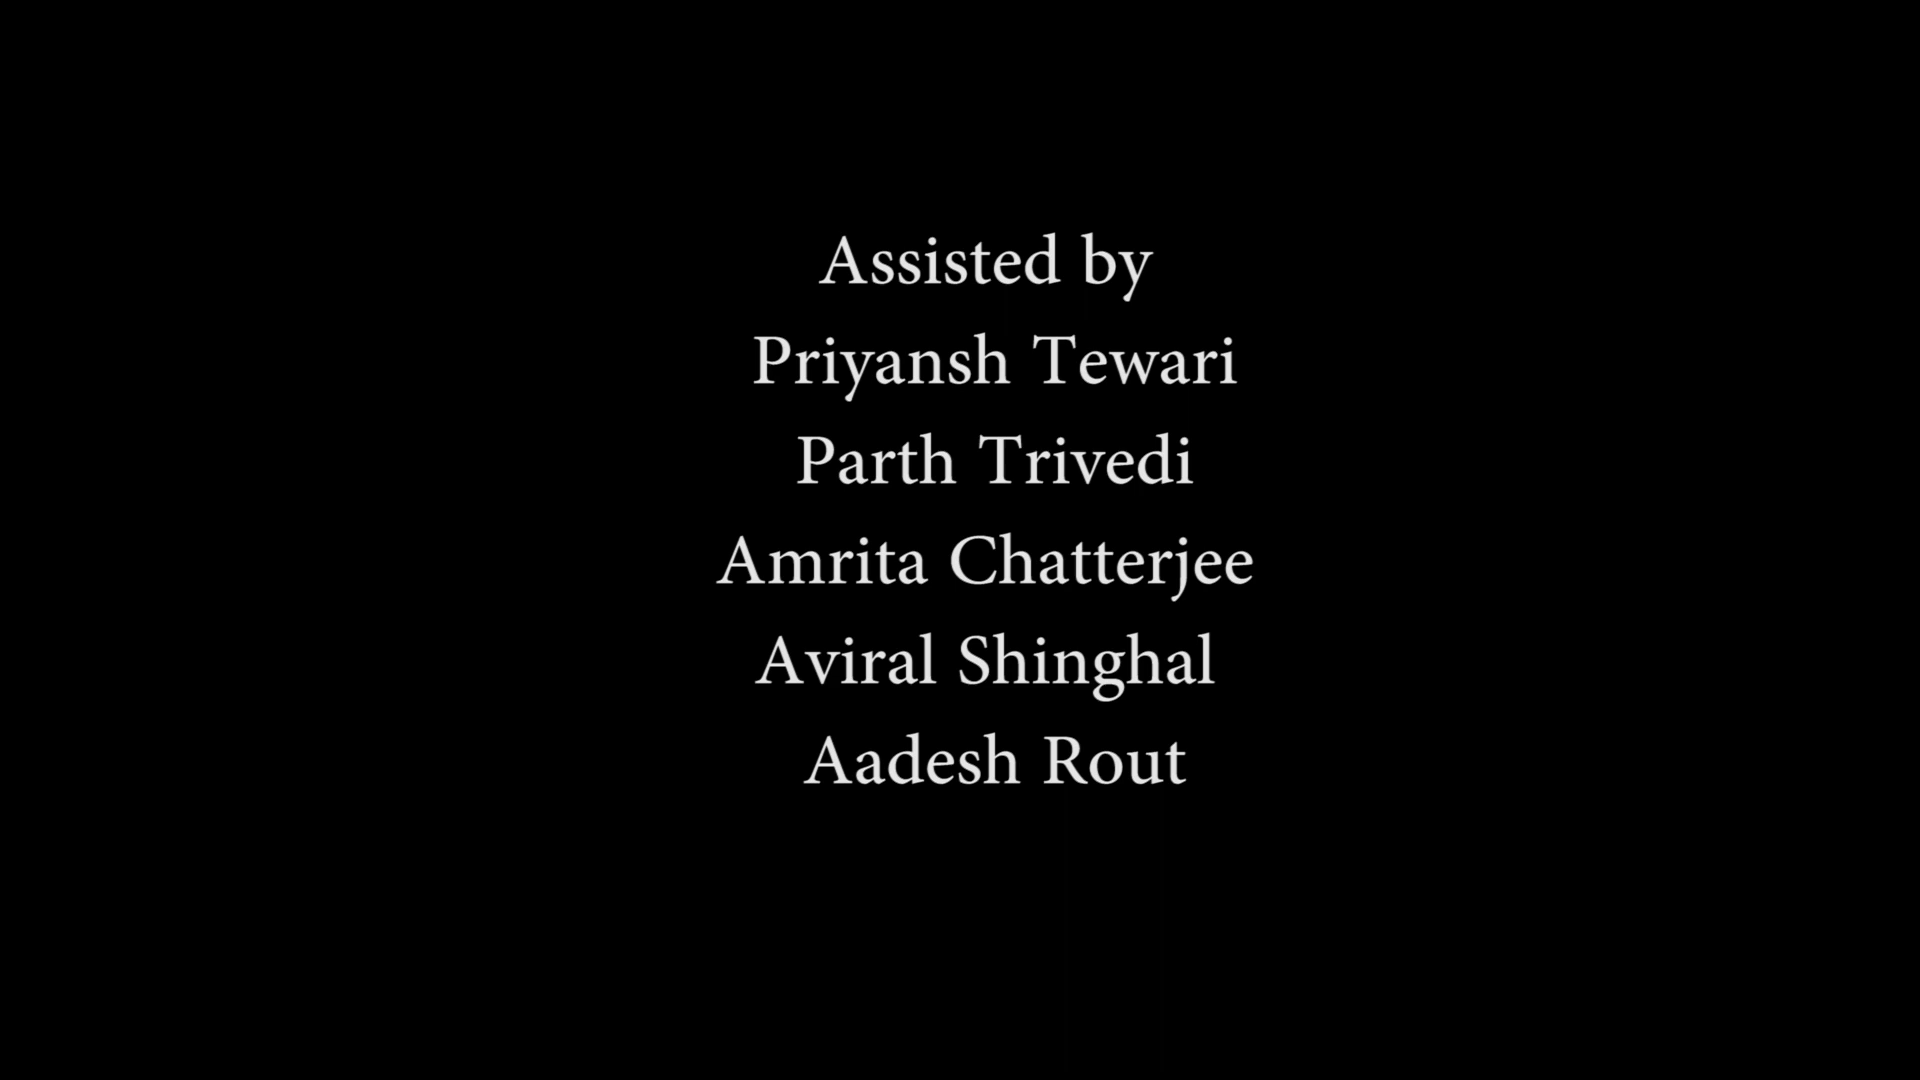 Assisted by
Priyansh Tewari
Parth Trivedi
Amrita Chatterjee
Aviral Shinghal
Aadesh Rout